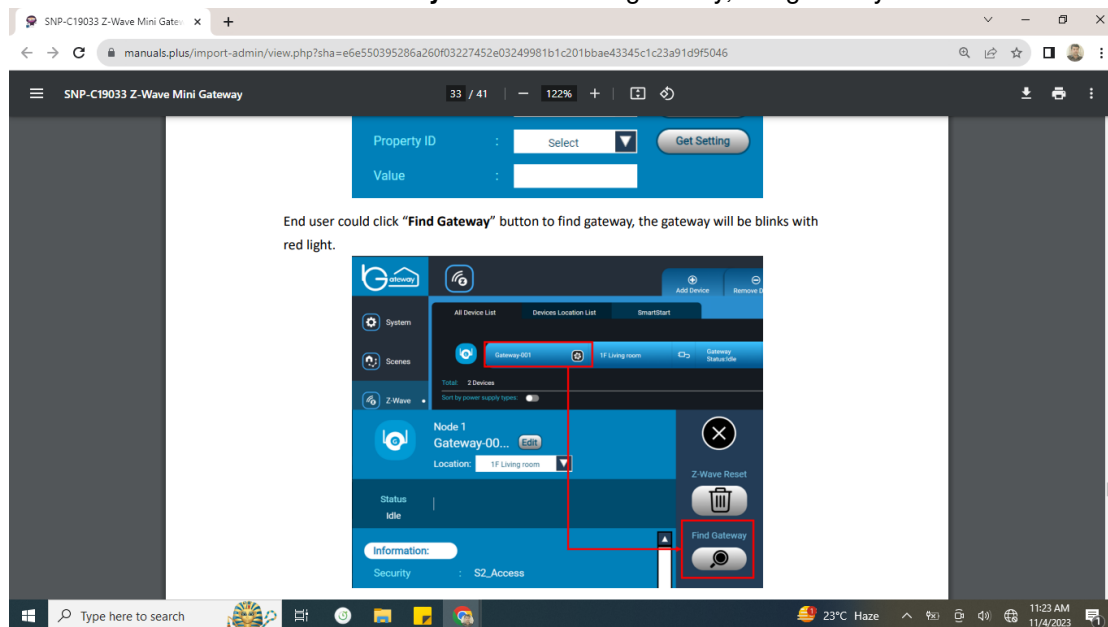 SNP-C19033 Z-Wave Mini Gatew
manuals.plus/import-admin/view.php?sha=e6e550395286a260f03227452e03249981b1c201bbae43345c1c23a91d9f5046
SNP-C19033 Z-Wave Mini Gateway
33 / 41
122%
Property ID : Select Get Setting
Value :
End user could click “Find Gateway” button to find gateway, the gateway will be blinks with
red light.
Gateway
Add Device Remove D
All Device List Devices Location List SmartStart
System
Gateway-001 1F Living room Gateway
Status:Idle
Scenes
Total: 2 Devices
Sort by power supply types:
Z-Wave
Node 1
Gateway-00... Edit
Location: 1F Living room
Z-Wave Reset
Status
Idle
Find Gateway
Information:
Security : S2_Access
Type here to search
23°C Haze
11:23 AM
11/4/2023
1